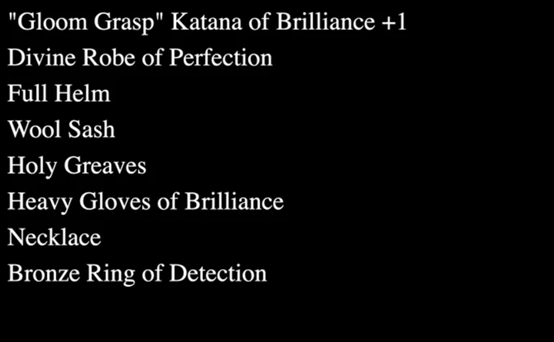 "Gloom Grasp" Katana of Brilliance +1
Divine Robe of Perfection
Full Helm
Wool Sash
Holy Greaves
Heavy Gloves of Brilliance
Necklace
Bronze Ring of Detection